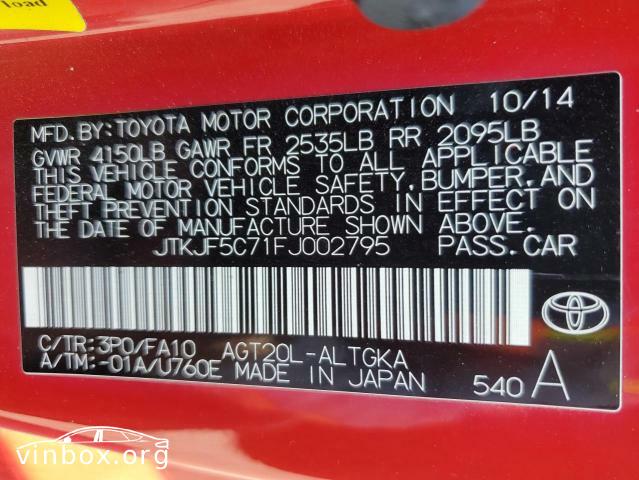 load
MFD. BY: TOYOTA MOTOR CORPORATION 10/14
GVWR 4150LB GAWR FR 2535LB RR 2095LB
THIS VEHICLE CONFORMS TO ALL APPLICABLE
FEDERAL MOTOR VEHICLE SAFETY, BUMPER, AND
THEFT PREVENTION STANDARDS IN EFFECT ON
THE DATE OF MANUFACTURE SHOWN ABOVE.
JTKJF5C71FJ002795 PASS. CAR
C/TR: 3P0/FA10 AGT20L-ALTGKA
A/TM: -01A/U760E MADE IN JAPAN 540 A
vinbox.org